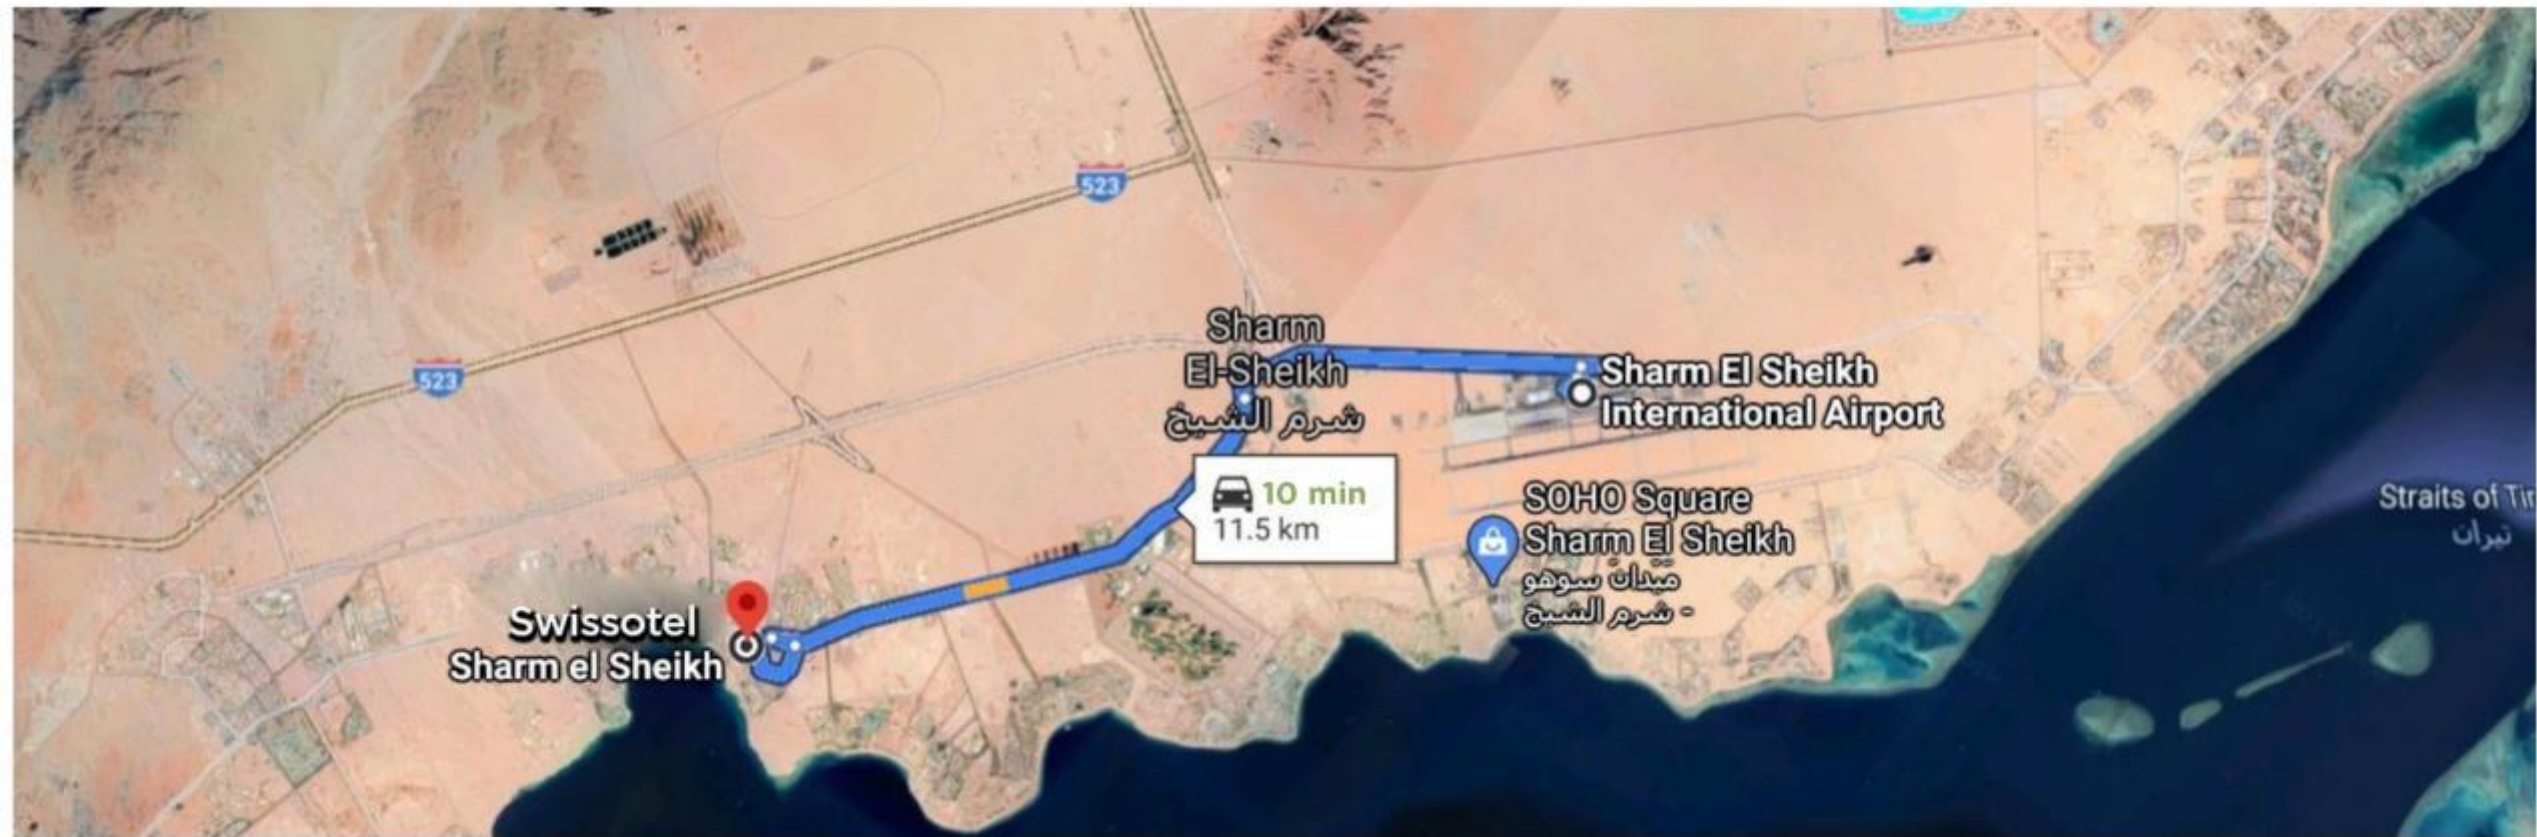 523
523
Sharm
El-Sheikh
شرم الشيخ
Sharm El Sheikh
International Airport
10 min
11.5 km
SOHO Square
Sharm El Sheikh
ميدان سوهو
- شرم الشيخ
Straits of Tir
تيران
Swissotel
Sharm el Sheikh